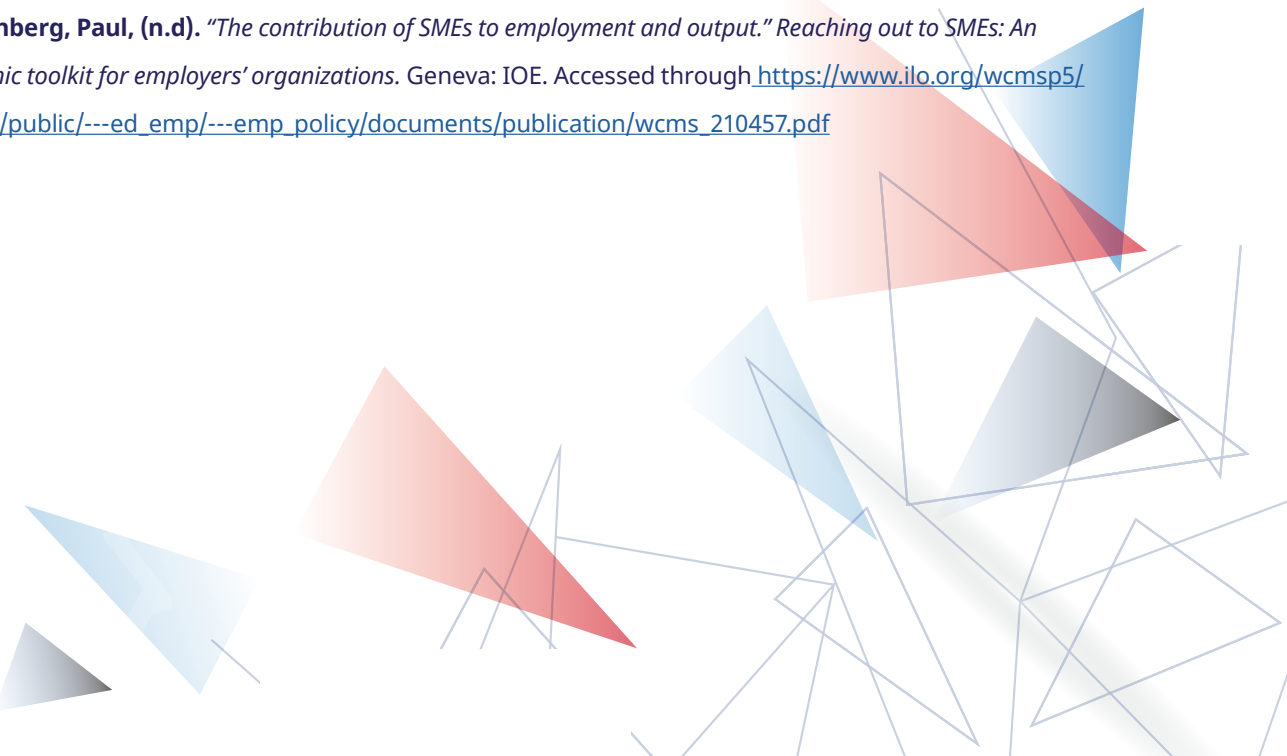 nberg, Paul, (n.d). “The contribution of SMEs to employment and output.” Reaching out to SMEs: An
nic toolkit for employers’ organizations. Geneva: IOE. Accessed through https://www.ilo.org/wcmsp5/
/public/---ed_emp/---emp_policy/documents/publication/wcms_210457.pdf